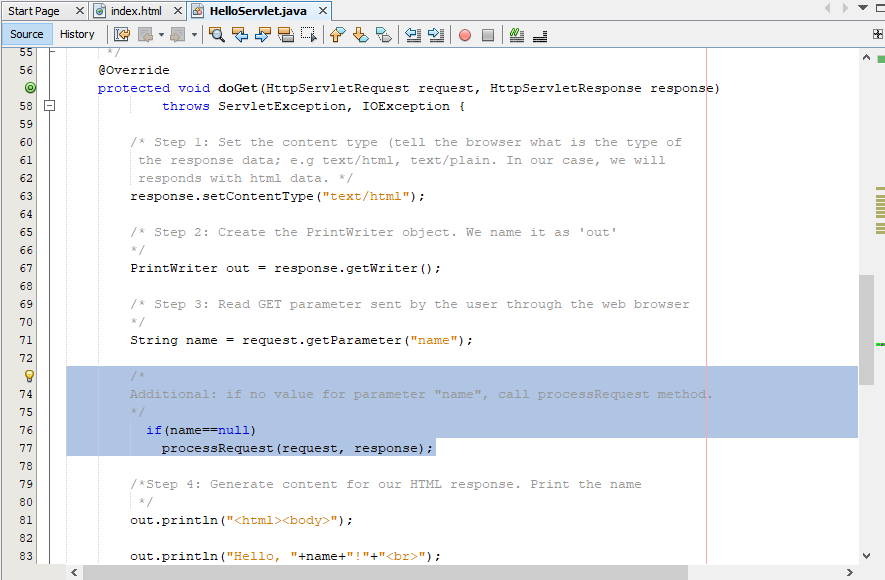 Start Page index.html HelloServlet.java
Source History
55 */
56 @Override
protected void doGet(HttpServletRequest request, HttpServletResponse response)
58 throws ServletException, IOException {
59
60 /* Step 1: Set the content type (tell the browser what is the type of
61 the response data; e.g text/html, text/plain. In our case, we will
62 responds with html data. */
63 response.setContentType("text/html");
64
65 /* Step 2: Create the PrintWriter object. We name it as 'out'
66 */
67 PrintWriter out = response.getWriter();
68
69 /* Step 3: Read GET parameter sent by the user through the web browser
70 */
71 String name = request.getParameter("name");
72
/*
74 Additional: if no value for parameter "name", call processRequest method.
75 */
76 if(name==null)
77 processRequest(request, response);
78
79 /*Step 4: Generate content for our HTML response. Print the name
80 */
81 out.println("<html><body>");
82
83 out.println("Hello, "+name+"!"+"<br>");